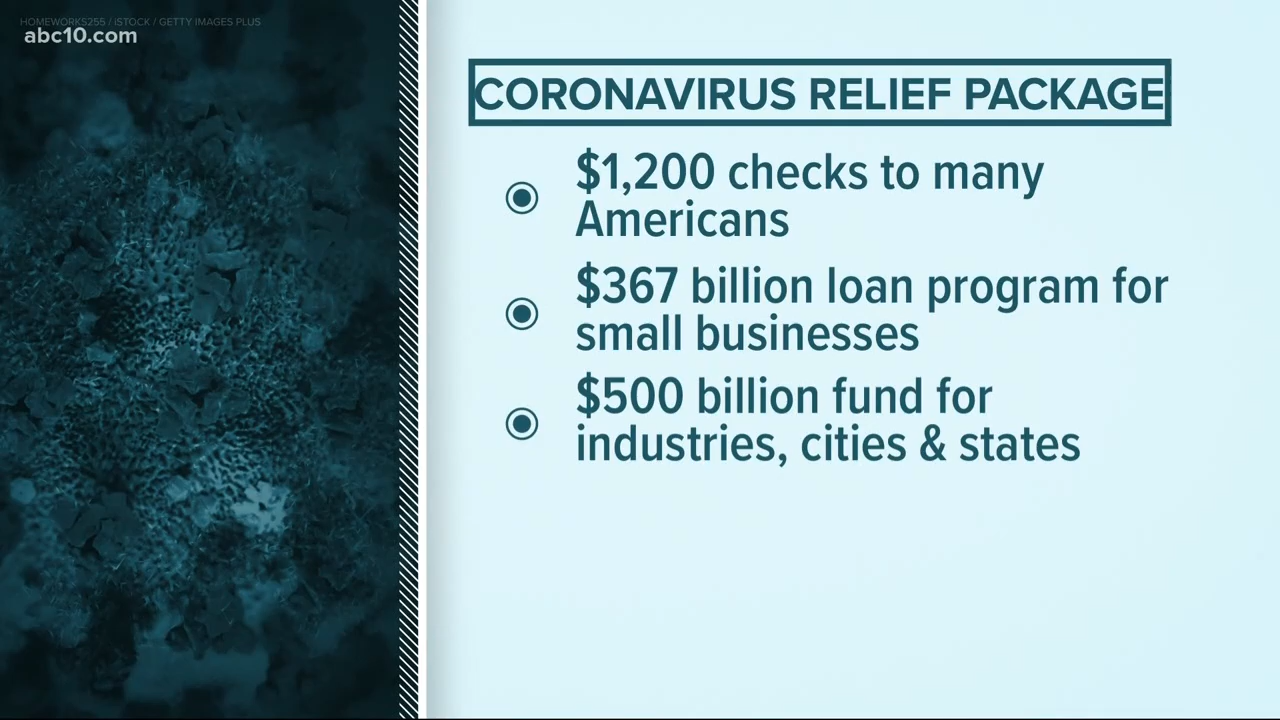 HOMEWORKS255 / iSTOCK / GETTY IMAGES PLUS
abc10.com
CORONAVIRUS RELIEF PACKAGE
$1,200 checks to many
Americans
$367 billion loan program for
small businesses
$500 billion fund for
industries, cities & states